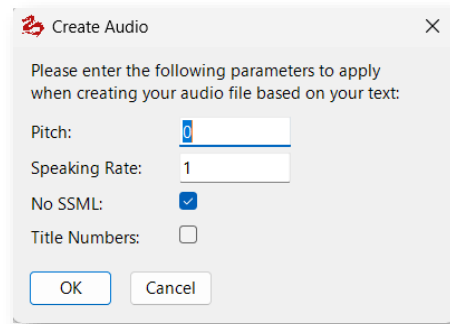 Create Audio
Please enter the following parameters to apply
when creating your audio file based on your text:
Pitch: 0
Speaking Rate: 1
No SSML:
Title Numbers:
OK Cancel